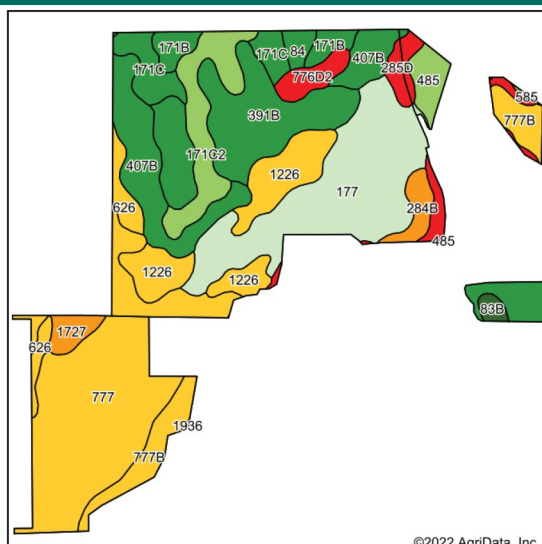 171B
171C
84
171B
171C
407B
285D
776D2
485
585
391B
777B
407B
171C2
1226
177
626
284B
485
1226
1226
83B
1727
626
777
1936
777B
©2022 AgriData, Inc.